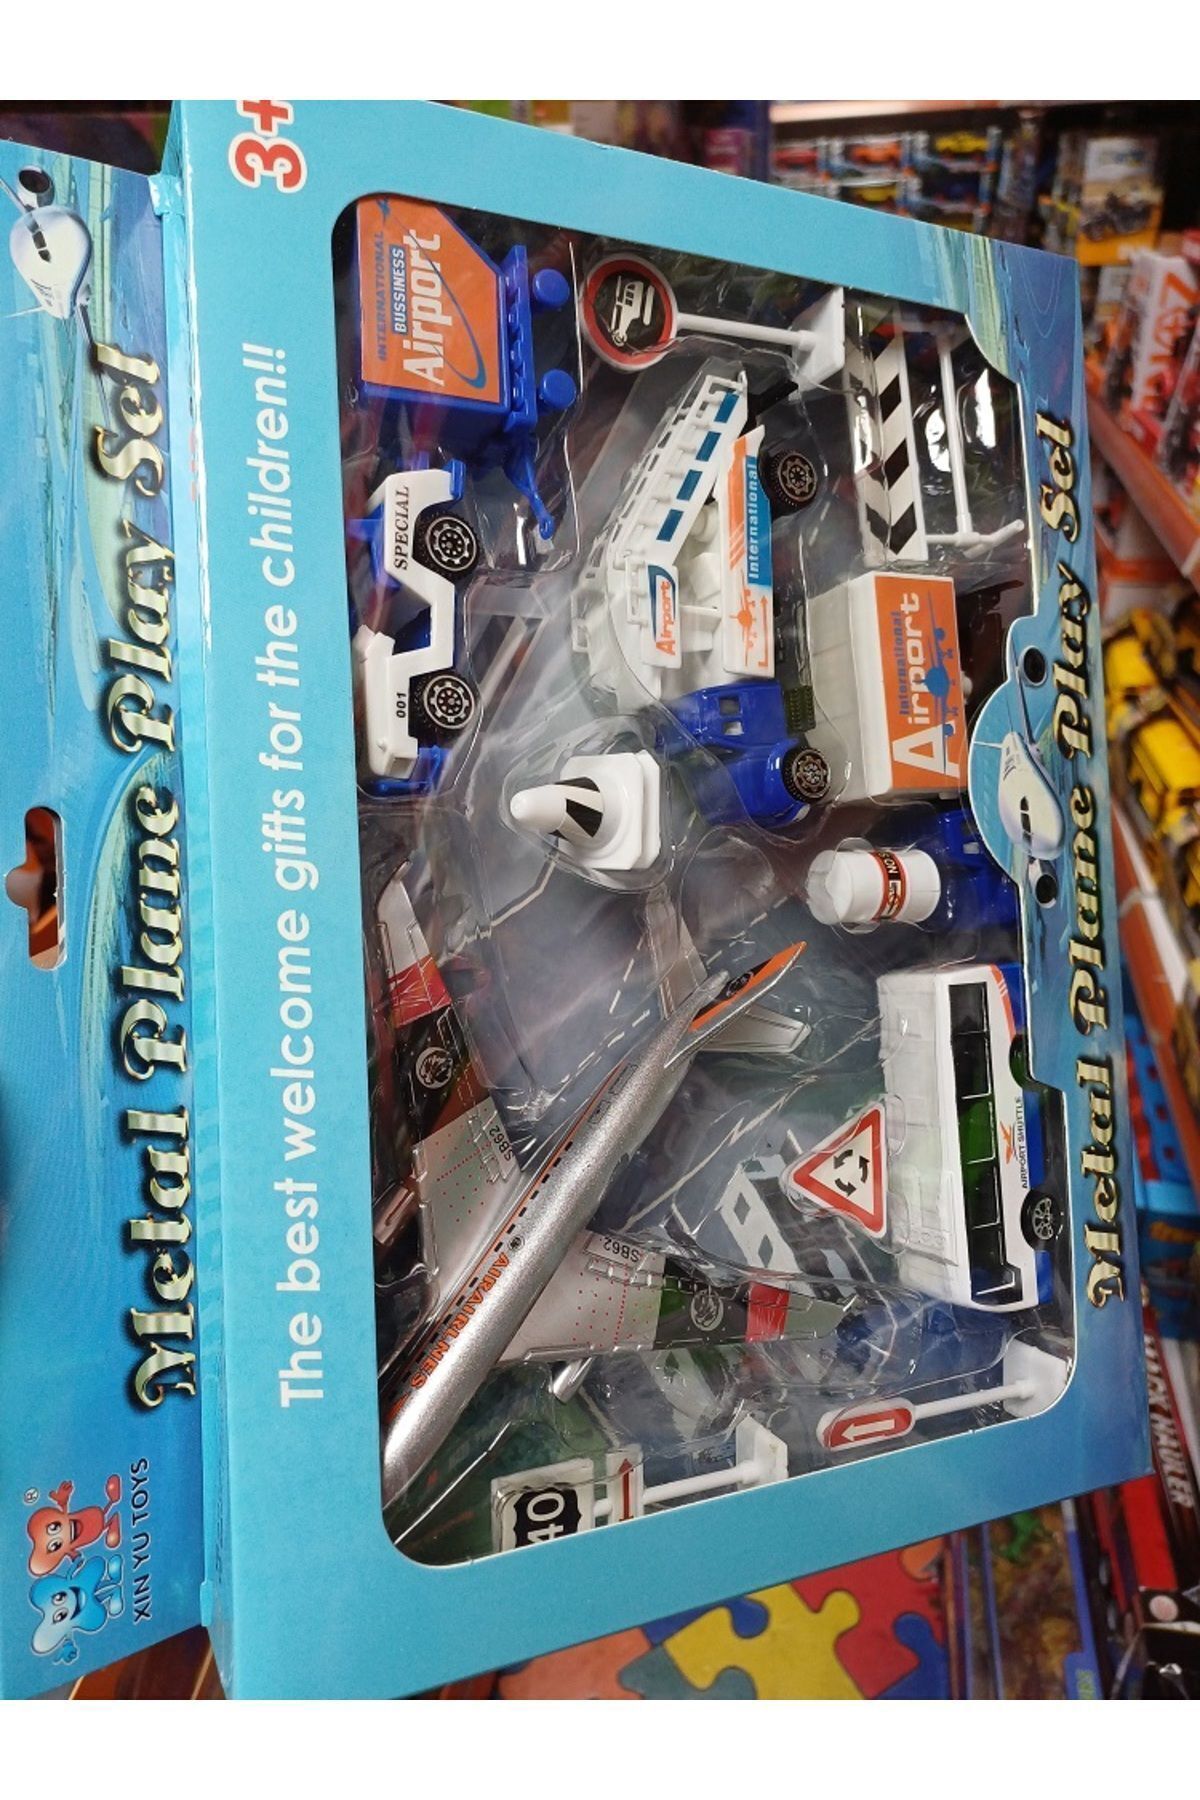 Metal Plane Play Set
XIN YU TOYS
®
3+
The best welcome gifts for the children!!
INTERNATIONAL
BUSSINESS
Airport
SPECIAL
001
Airport
International
International
Airport
AIRPORT SHUTTLE
SB62
SB62
AIRAIRLNES
40
Metal Plane Play Set